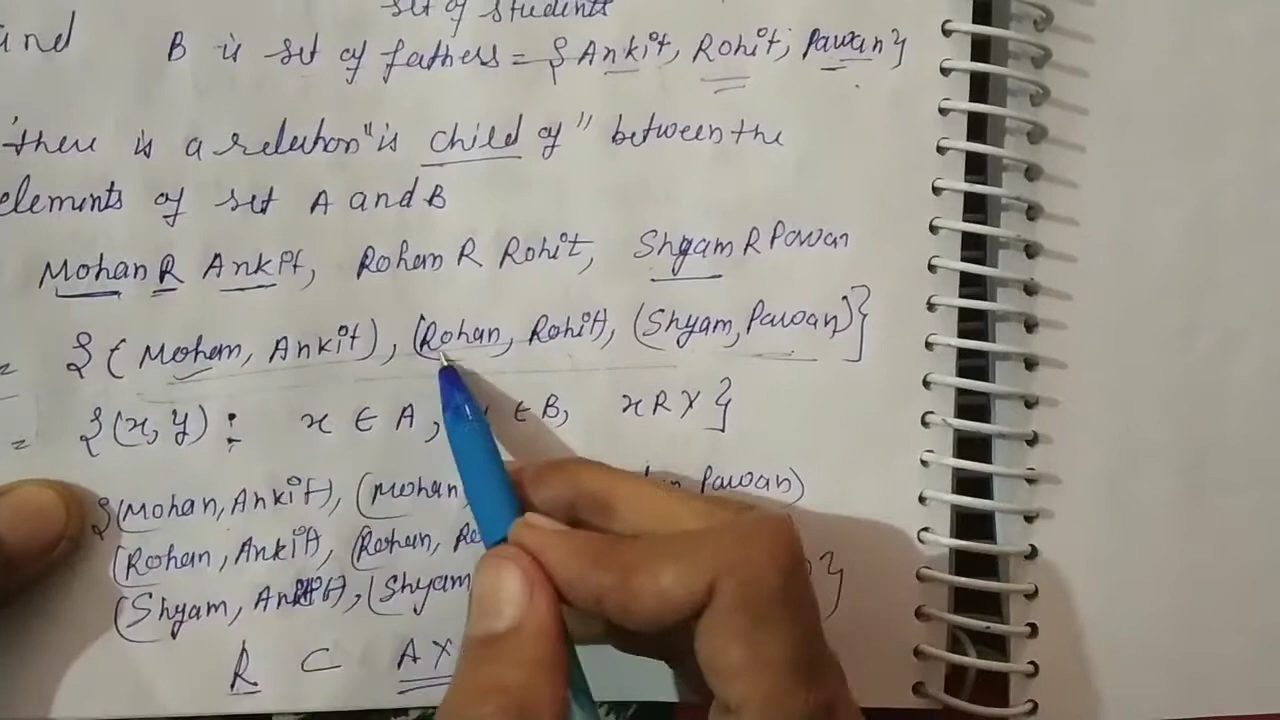 set of students
and B is set of fathers = {Ankit, Rohit, Pawan}
there is a relation "is child of" between the
elements of set A and B
Mohan R Ankit, Rohan R Rohit, Shyam R Pawan
= {(Mohan, Ankit), (Rohan, Rohit), (Shyam, Pawan)}
= {(x, y) : x ∈ A, ∈ B, x R y}
{(Mohan, Ankit), (Mohan, Pawan)
(Rohan, Ankit), (Rohan,
(Shyam, Ankit), (Shyam }
R ⊂ A X